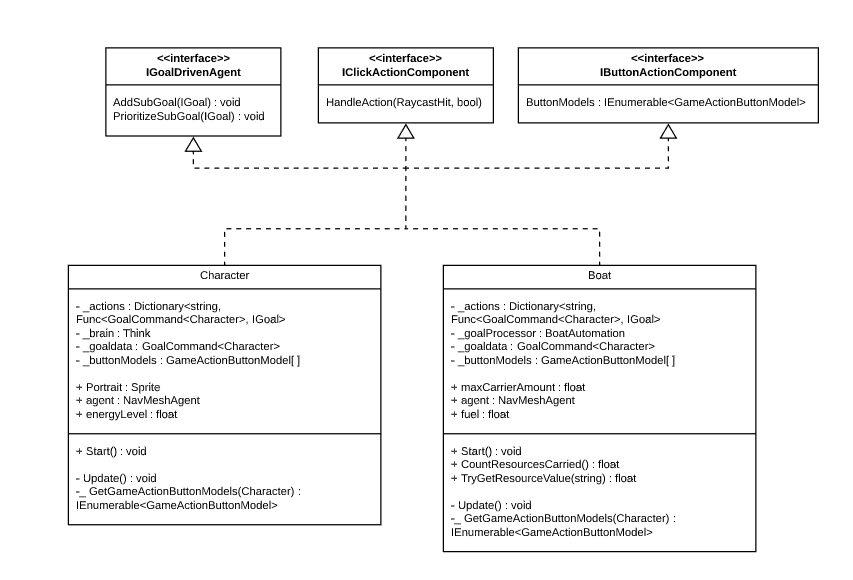 <<interface>>
IGoalDrivenAgent
AddSubGoal(IGoal) : void
PrioritizeSubGoal(IGoal) : void
<<interface>>
IClickActionComponent
HandleAction(RaycastHit, bool)
<<interface>>
IButtonActionComponent
ButtonModels : IEnumerable<GameActionButtonModel>
Character
- _actions : Dictionary<string,
Func<GoalCommand<Character>, IGoal>
- _brain : Think
- _goaldata : GoalCommand<Character>
- _buttonModels : GameActionButtonModel[ ]
+ Portrait : Sprite
+ agent : NavMeshAgent
+ energyLevel : float
+ Start() : void
- Update() : void
-_ GetGameActionButtonModels(Character) :
IEnumerable<GameActionButtonModel>
Boat
- _actions : Dictionary<string,
Func<GoalCommand<Character>, IGoal>
- _goalProcessor : BoatAutomation
- _goaldata : GoalCommand<Character>
- _buttonModels : GameActionButtonModel[ ]
+ maxCarrierAmount : float
+ agent : NavMeshAgent
+ fuel : float
+ Start() : void
+ CountResourcesCarried() : float
+ TryGetResourceValue(string) : float
- Update() : void
-_ GetGameActionButtonModels(Character) :
IEnumerable<GameActionButtonModel>